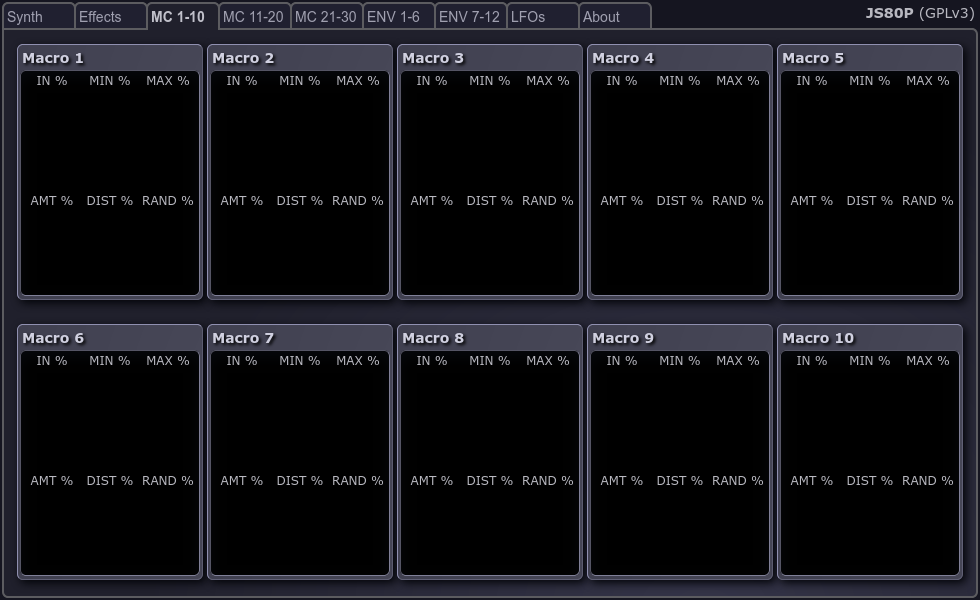 Synth Effects MC 1-10 MC 11-20 MC 21-30 ENV 1-6 ENV 7-12 LFOs About JS80P (GPLv3)
Macro 1 Macro 2 Macro 3 Macro 4 Macro 5
IN % MIN % MAX % IN % MIN % MAX % IN % MIN % MAX % IN % MIN % MAX % IN % MIN % MAX %
AMT % DIST % RAND % AMT % DIST % RAND % AMT % DIST % RAND % AMT % DIST % RAND % AMT % DIST % RAND %
Macro 6 Macro 7 Macro 8 Macro 9 Macro 10
IN % MIN % MAX % IN % MIN % MAX % IN % MIN % MAX % IN % MIN % MAX % IN % MIN % MAX %
AMT % DIST % RAND % AMT % DIST % RAND % AMT % DIST % RAND % AMT % DIST % RAND % AMT % DIST % RAND %